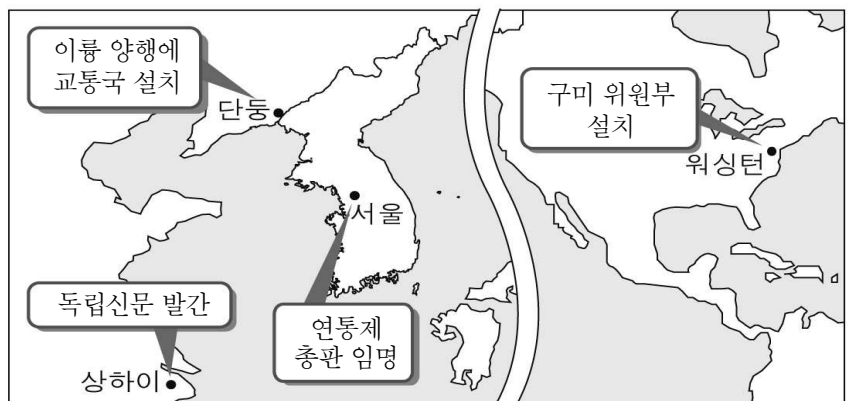 이륭 양행에
교통국 설치
단둥
구미 위원부
설치
워싱턴
서울
독립신문 발간
연통제
총판 임명
상하이